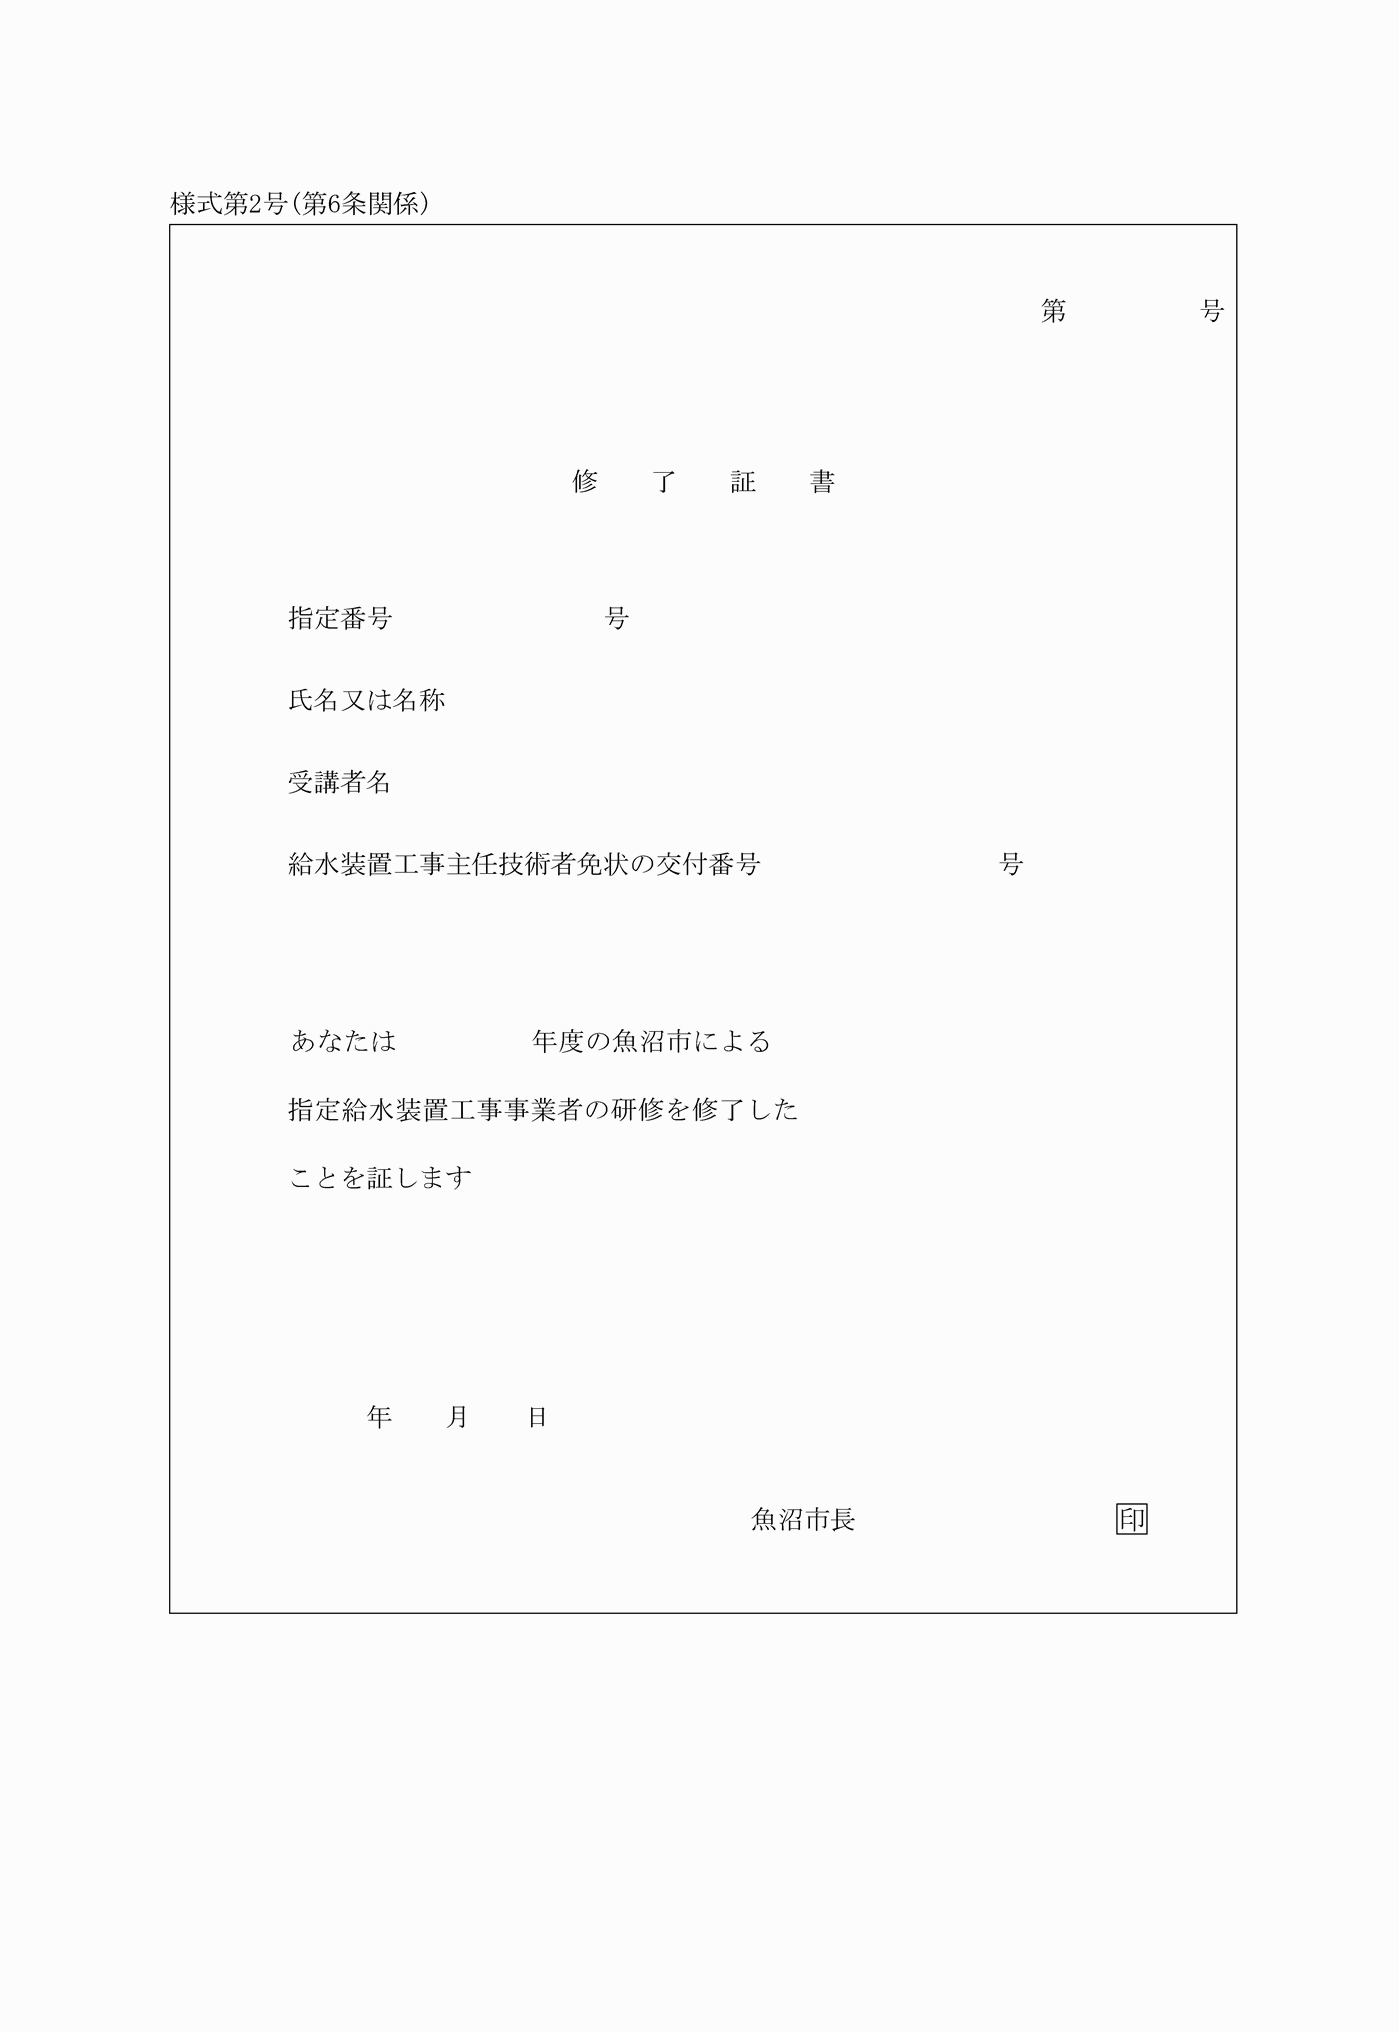 様式第2号(第6条関係)
第　　　　　号
修　了　証　書
指定番号　　　　　　　　号
氏名又は名称
受講者名
給水装置工事主任技術者免状の交付番号　　　　　　　　　号
あなたは　　　　　年度の魚沼市による
指定給水装置工事事業者の研修を修了した
ことを証します
年　　月　　日
魚沼市長　　　　　　　　　　印